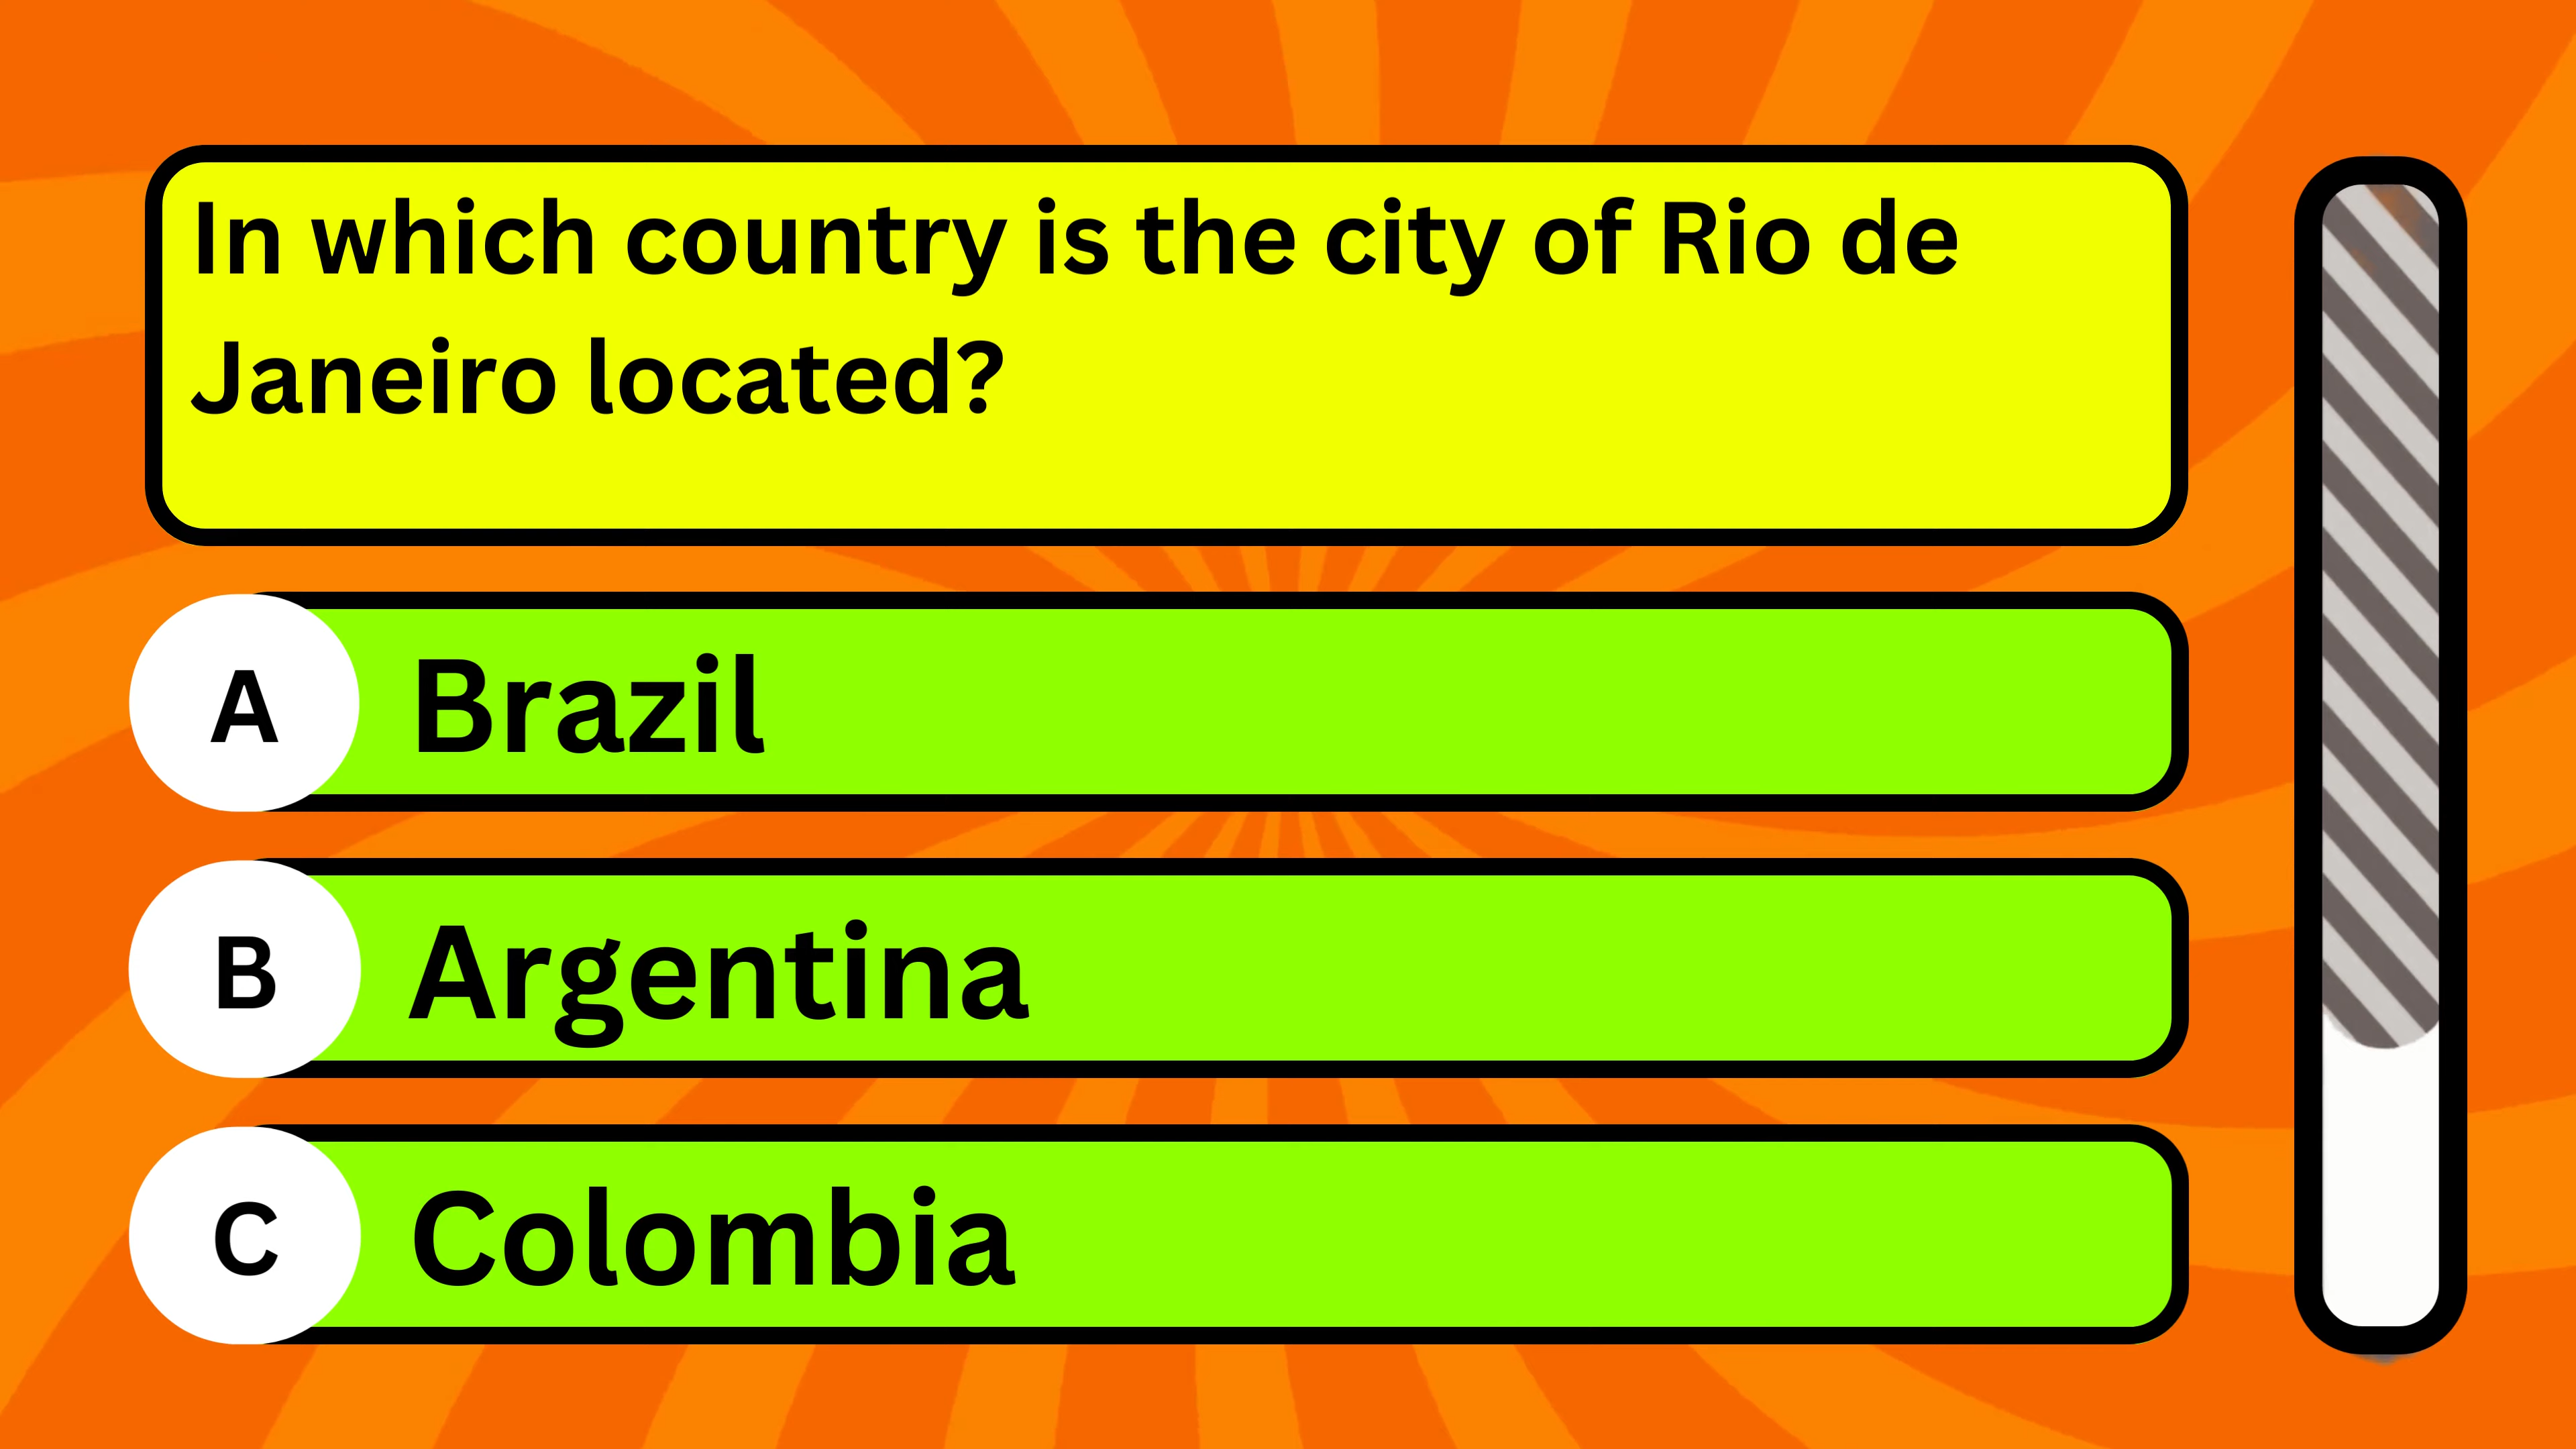 In which country is the city of Rio de
Janeiro located?
A Brazil
B Argentina
C Colombia